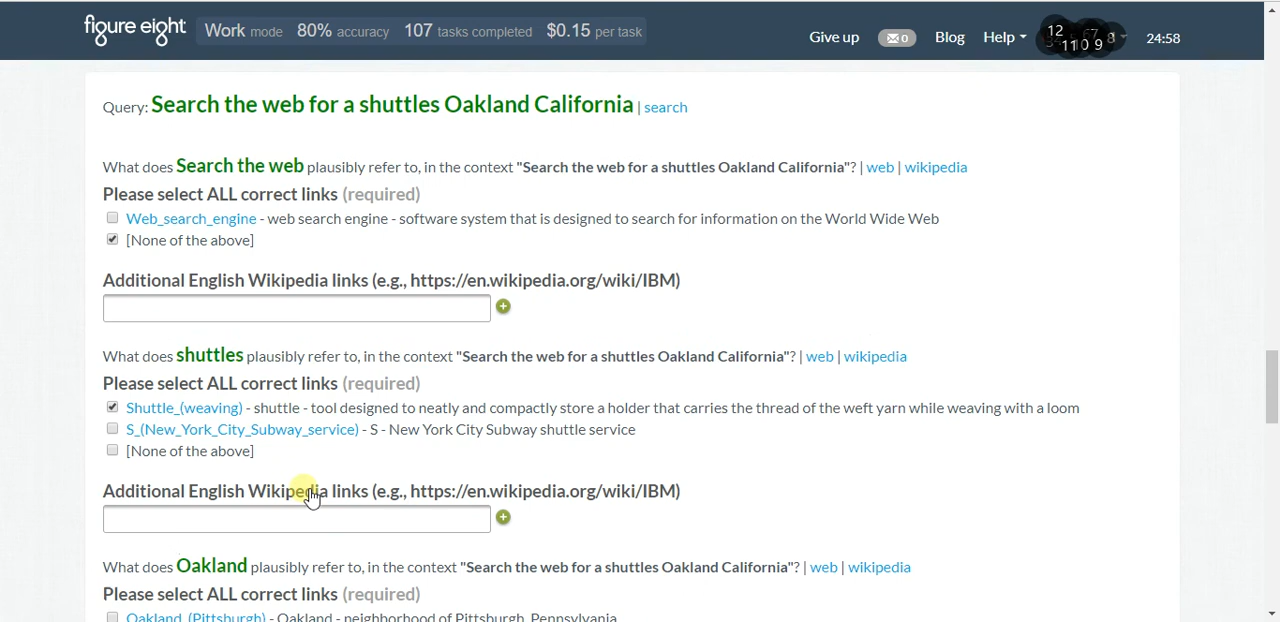 figure eight Work mode 80% accuracy 107 tasks completed $0.15 per task Give up 0 Blog Help 24:58
Query: Search the web for a shuttles Oakland California | search
What does Search the web plausibly refer to, in the context "Search the web for a shuttles Oakland California"? | web | wikipedia
Please select ALL correct links (required)
Web_search_engine - web search engine - software system that is designed to search for information on the World Wide Web
[None of the above]
Additional English Wikipedia links (e.g., https://en.wikipedia.org/wiki/IBM)
What does shuttles plausibly refer to, in the context "Search the web for a shuttles Oakland California"? | web | wikipedia
Please select ALL correct links (required)
Shuttle_(weaving) - shuttle - tool designed to neatly and compactly store a holder that carries the thread of the weft yarn while weaving with a loom
S_(New_York_City_Subway_service) - S - New York City Subway shuttle service
[None of the above]
Additional English Wikipedia links (e.g., https://en.wikipedia.org/wiki/IBM)
What does Oakland plausibly refer to, in the context "Search the web for a shuttles Oakland California"? | web | wikipedia
Please select ALL correct links (required)
Oakland_(Pittsburgh) - Oakland - neighborhood of Pittsburgh, Pennsylvania